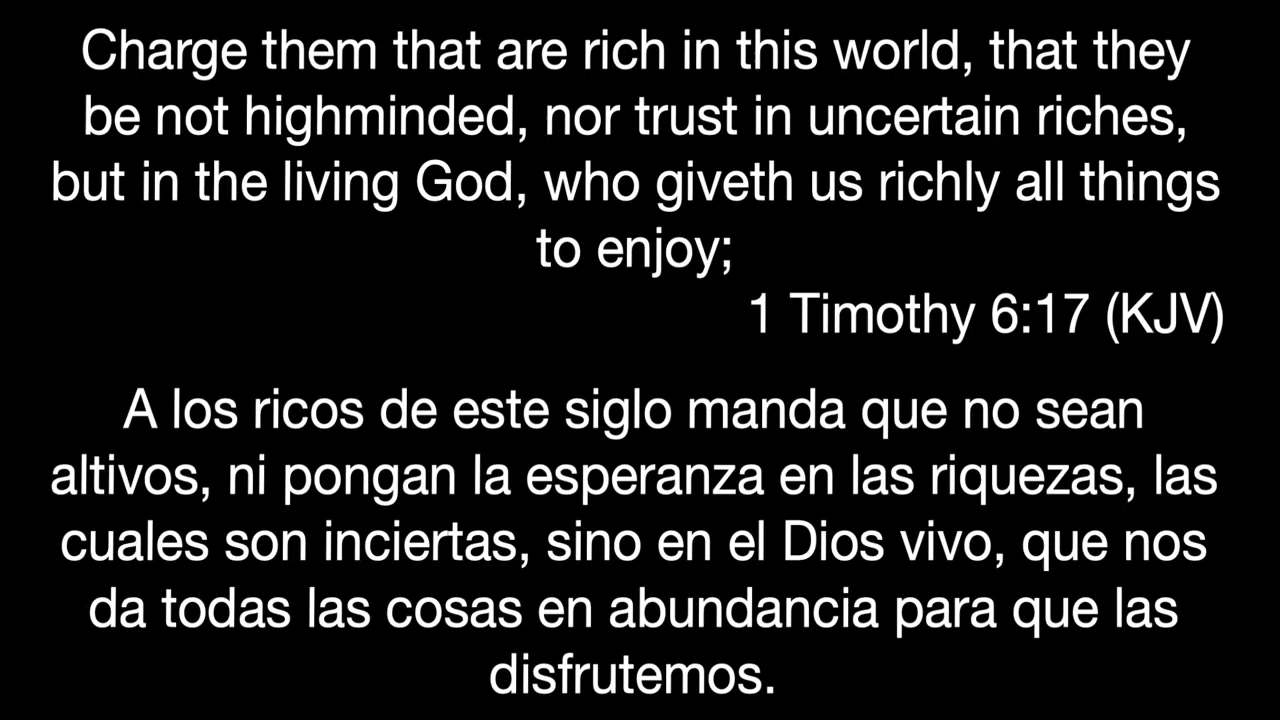 Charge them that are rich in this world, that they
be not highminded, nor trust in uncertain riches,
but in the living God, who giveth us richly all things
to enjoy;
1 Timothy 6:17 (KJV)
A los ricos de este siglo manda que no sean
altivos, ni pongan la esperanza en las riquezas, las
cuales son inciertas, sino en el Dios vivo, que nos
da todas las cosas en abundancia para que las
disfrutemos.